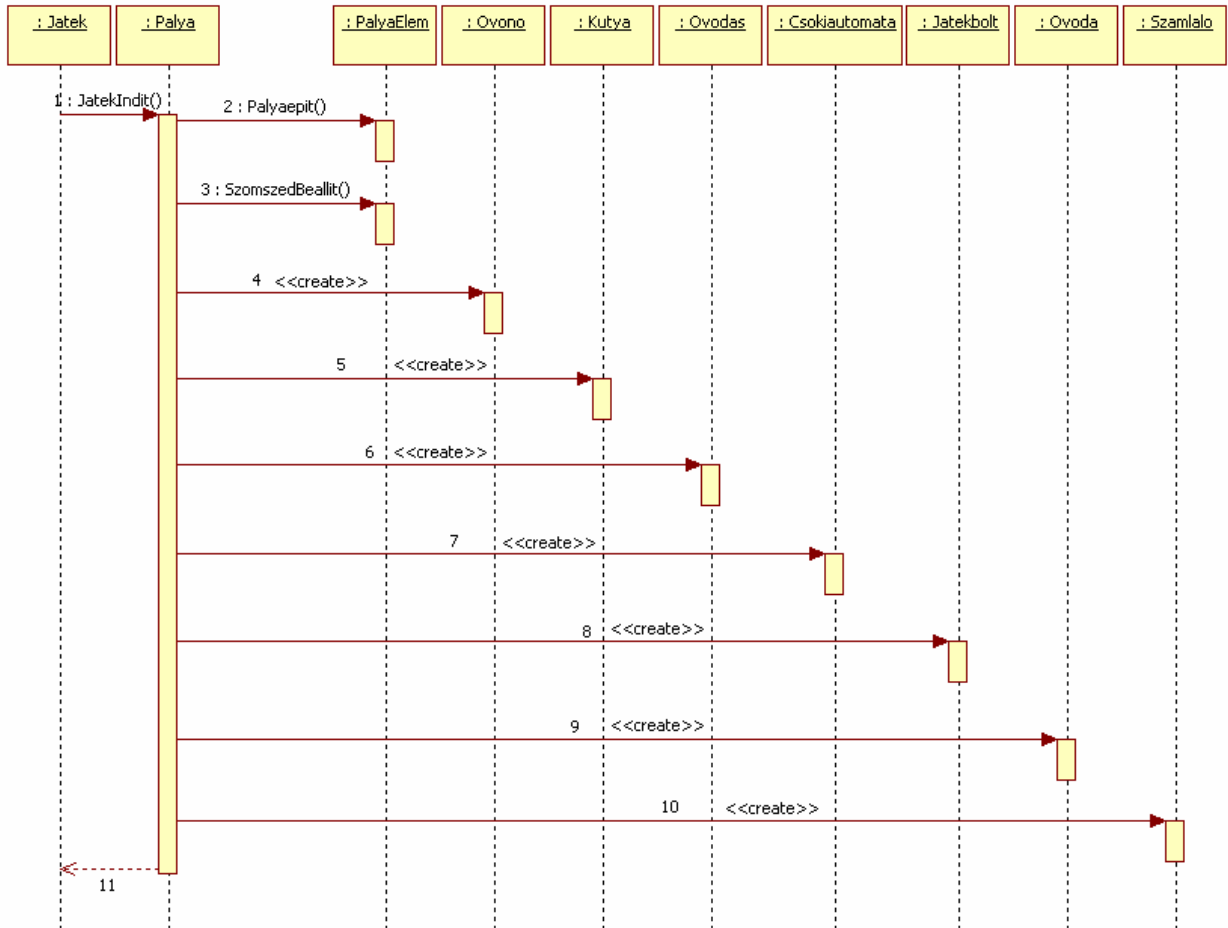 : Jatek
: Palya
: PalyaElem
: Ovono
: Kutya
: Ovodas
: Csokiautomata
: Jatekbolt
: Ovoda
: Szamlalo
1 : JatekIndit()
2 : Palyaepit()
3 : SzomszedBeallit()
4 <<create>>
5 <<create>>
6 <<create>>
7 <<create>>
8 <<create>>
9 <<create>>
10 <<create>>
11